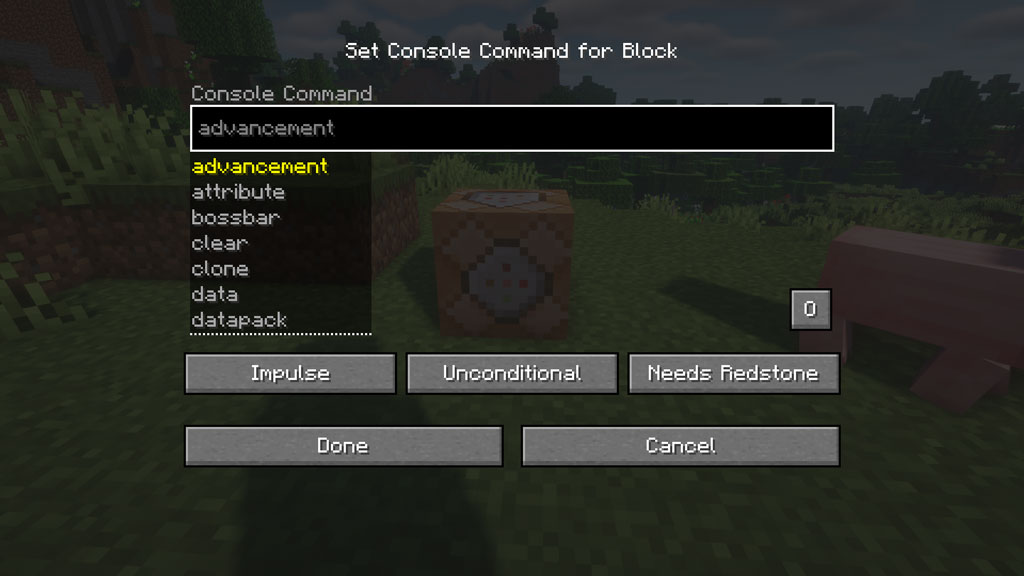 Set Console Command for Block
Console Command
advancement
advancement
attribute
bossbar
clear
clone
data
datapack
O
Impulse Unconditional Needs Redstone
Done Cancel